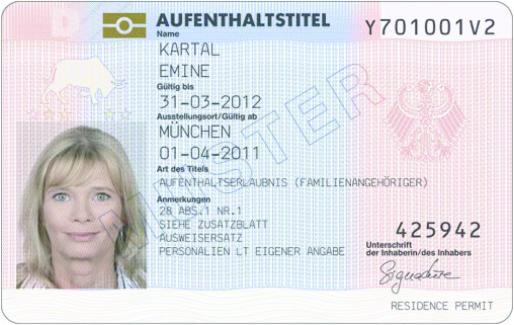 D
AUFENTHALTSTITEL
Y701001V2
Name
KARTAL
EMINE
Gültig bis
31-03-2012
Ausstellungsort/Gültig ab
MÜNCHEN
01-04-2011
Art des Titels
AUFENTHALTSERLAUBNIS (FAMILIENANGEHÖRIGER)
Anmerkungen
28 ABS.1 NR.1
SIEHE ZUSATZBLATT
AUSWEISERSATZ
PERSONALIEN LT EIGENER ANGABE
MUSTER
425942
Unterschrift
der Inhaberin/des Inhabers
Signature
RESIDENCE PERMIT